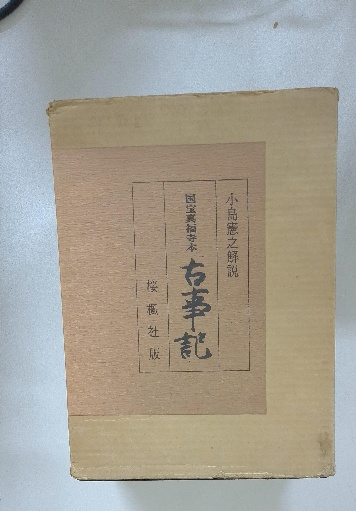 小島憲之解説
国宝真福寺本 古事記
桜楓社版